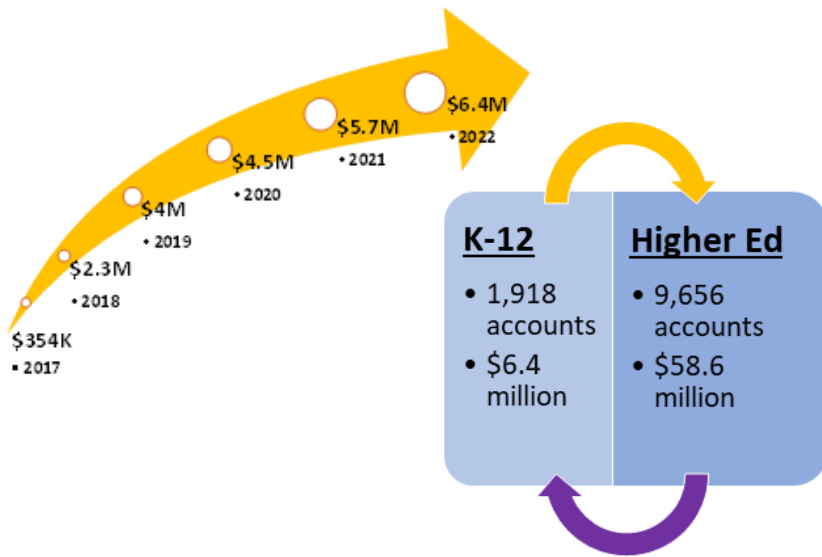 $6.4M
• 2022
$5.7M
• 2021
$4.5M
• 2020
$4M
• 2019
$2.3M
• 2018
$354K
▪ 2017
K-12
• 1,918
accounts
• $6.4
million
Higher Ed
• 9,656
accounts
• $58.6
million